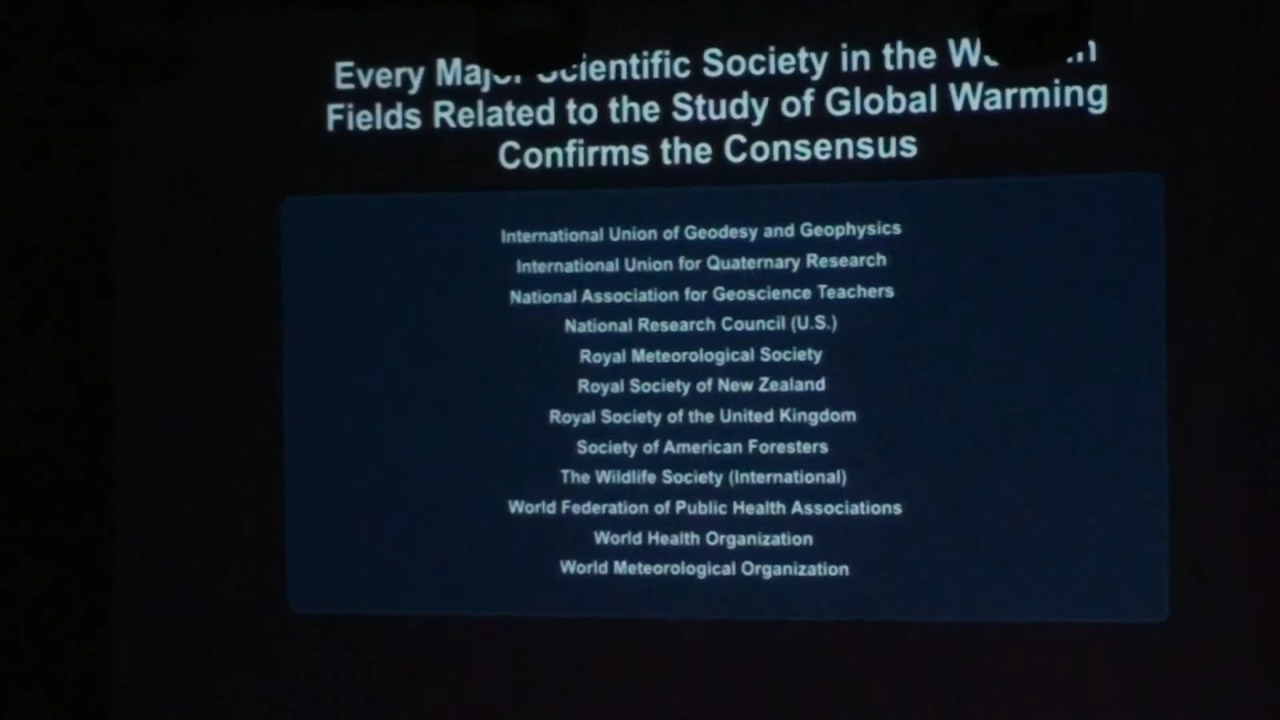 Every Major Scientific Society in the World in
Fields Related to the Study of Global Warming
Confirms the Consensus
International Union of Geodesy and Geophysics
International Union for Quaternary Research
National Association for Geoscience Teachers
National Research Council (U.S.)
Royal Meteorological Society
Royal Society of New Zealand
Royal Society of the United Kingdom
Society of American Foresters
The Wildlife Society (International)
World Federation of Public Health Associations
World Health Organization
World Meteorological Organization